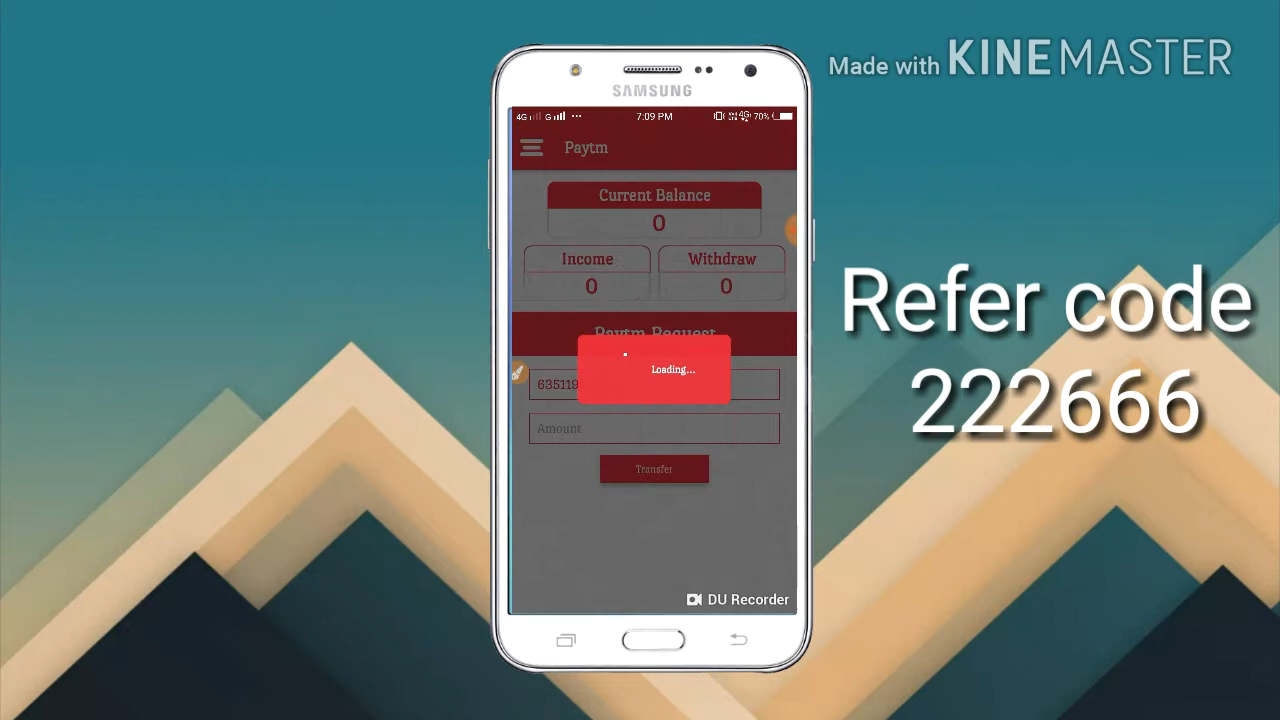 Made with KINEMASTER
SAMSUNG
4G G ... 7:09 PM 4G 70%
Paytm
Current Balance
0
Income Withdraw
0 0
Paytm Request
Loading...
635119
Amount
Transfer
DU Recorder
Refer code
222666